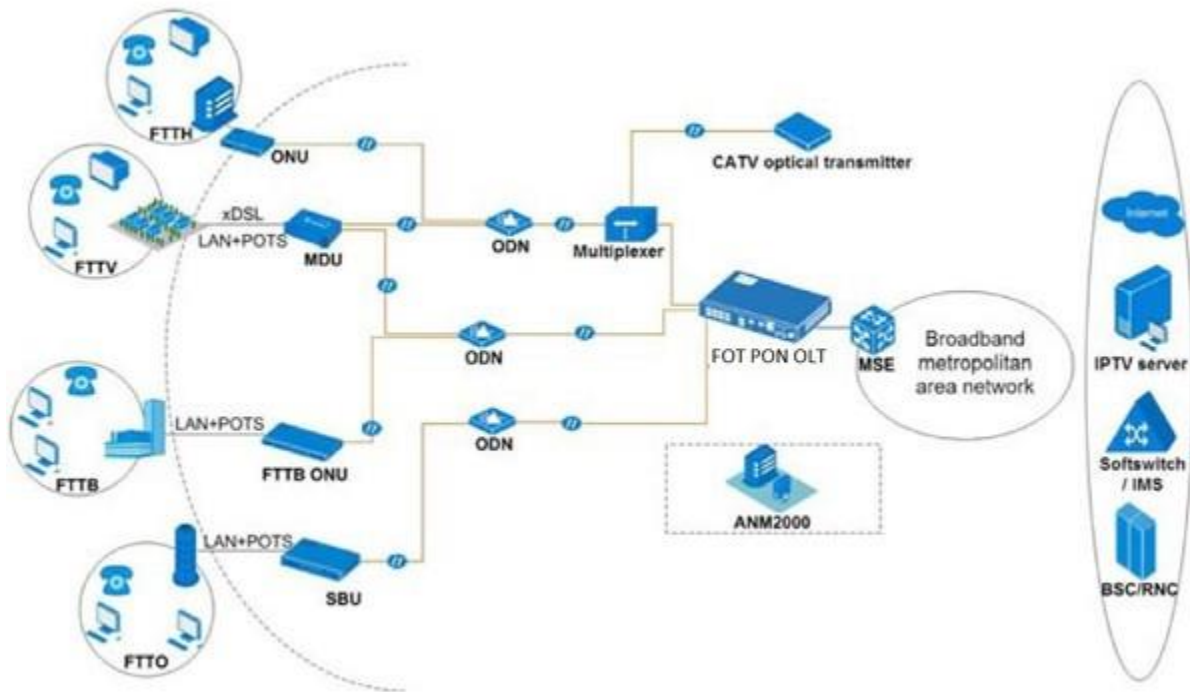 FTTH
ONU
CATV optical transmitter
FTTV
xDSL
LAN+POTS
MDU
ODN
Multiplexer
Internet
ODN
FOT PON OLT
MSE
Broadband
metropolitan
area network
IPTV server
FTTB
LAN+POTS
FTTB ONU
ODN
ANM2000
Softswitch
/ IMS
FTTO
LAN+POTS
SBU
BSC/RNC